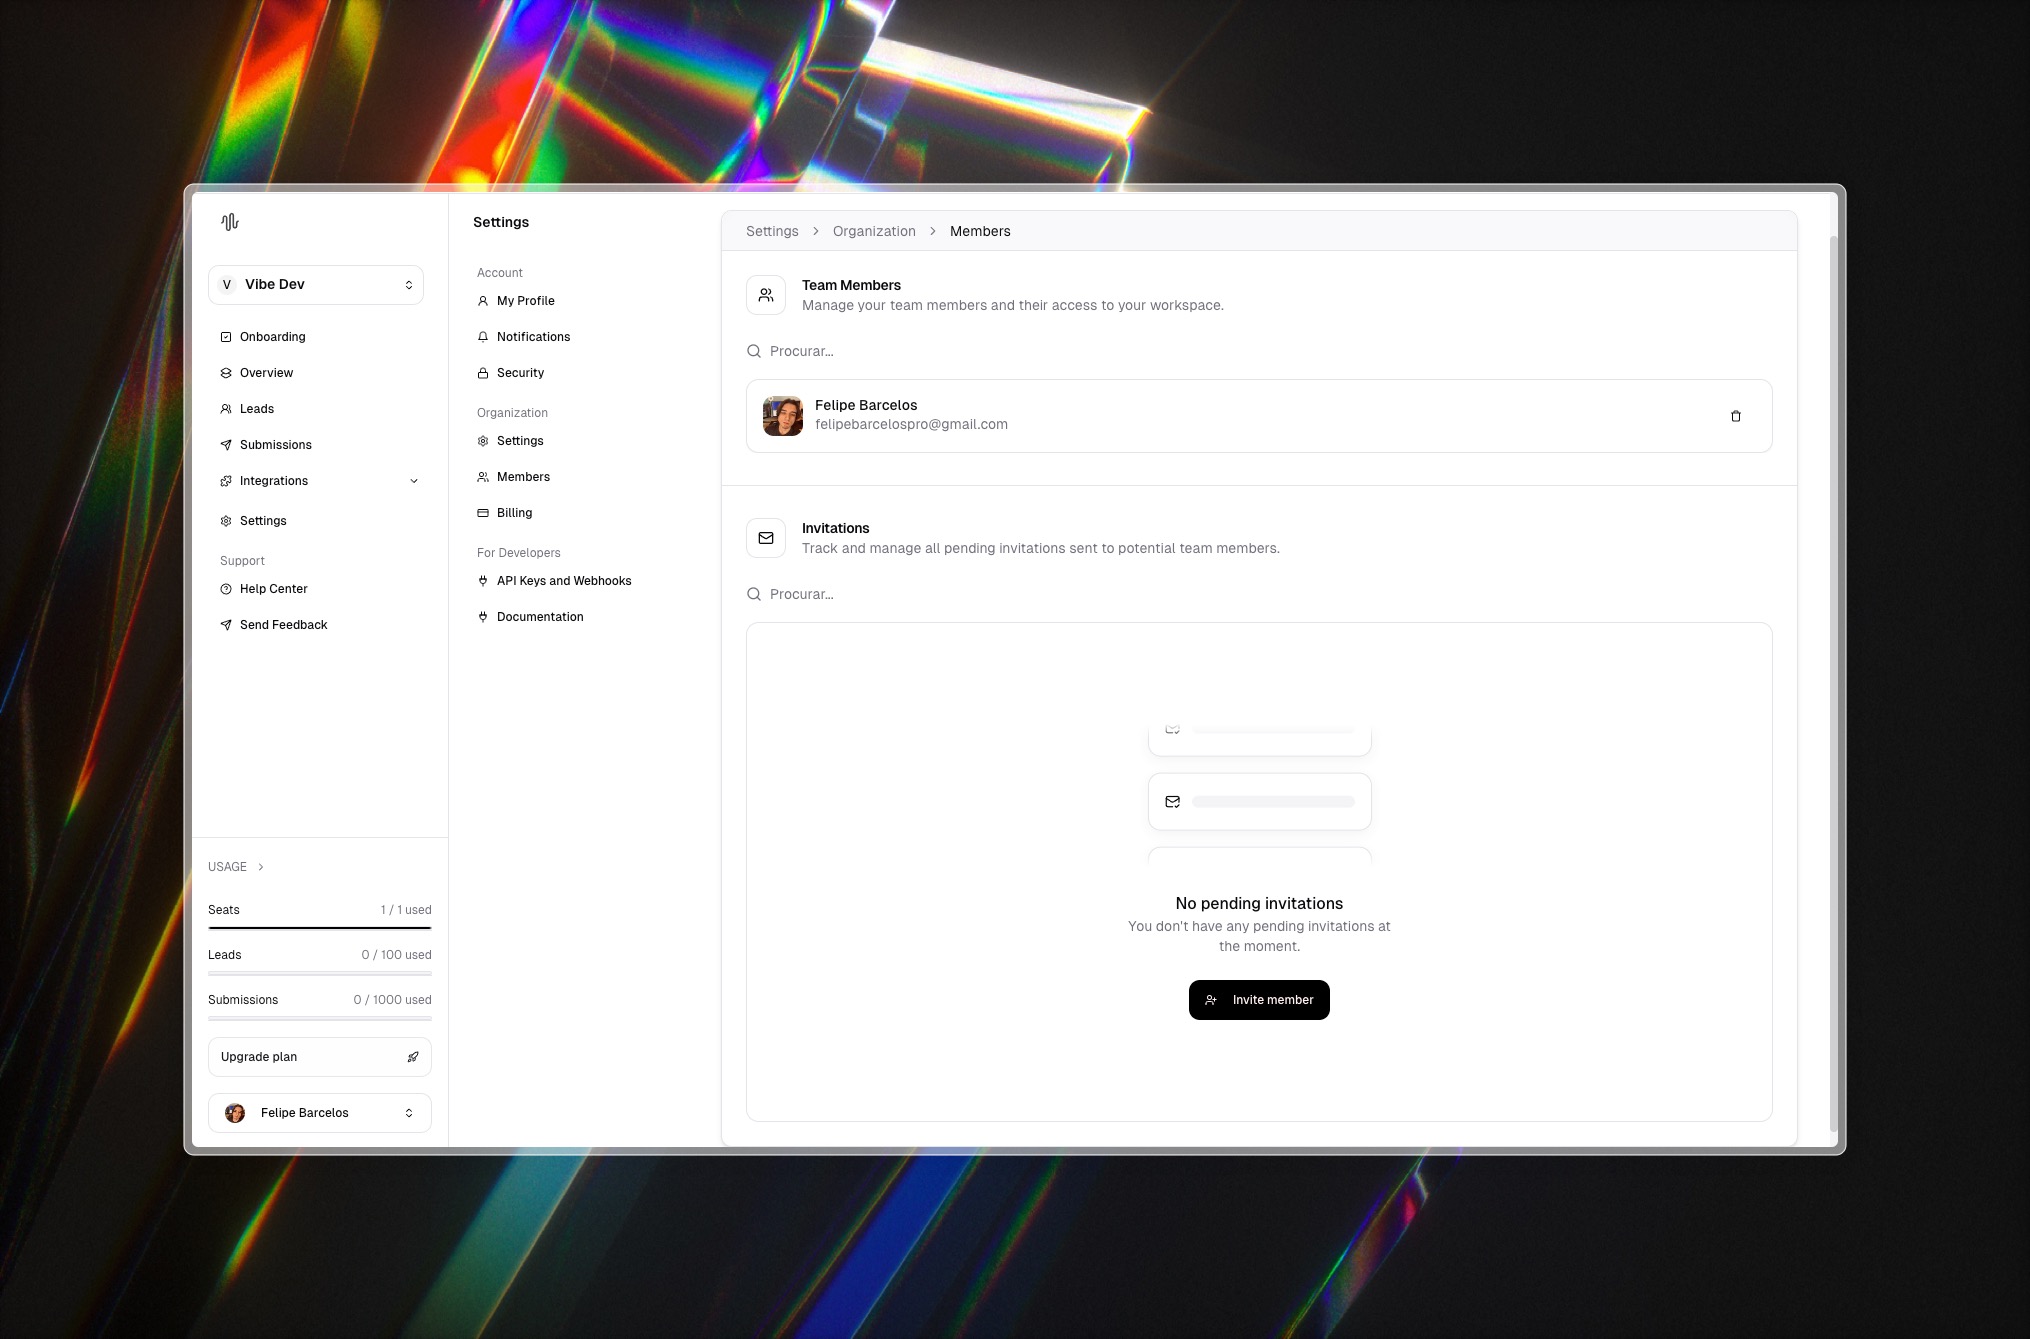 V Vibe Dev
Onboarding
Overview
Leads
Submissions
Integrations
Settings
Support
Help Center
Send Feedback
USAGE
Seats 1 / 1 used
Leads 0 / 100 used
Submissions 0 / 1000 used
Upgrade plan
Felipe Barcelos
Settings
Account
My Profile
Notifications
Security
Organization
Settings
Members
Billing
For Developers
API Keys and Webhooks
Documentation
Settings > Organization > Members
Team Members
Manage your team members and their access to your workspace.
Procurar...
Felipe Barcelos
felipebarcelospro@gmail.com
Invitations
Track and manage all pending invitations sent to potential team members.
Procurar...
No pending invitations
You don't have any pending invitations at
the moment.
Invite member